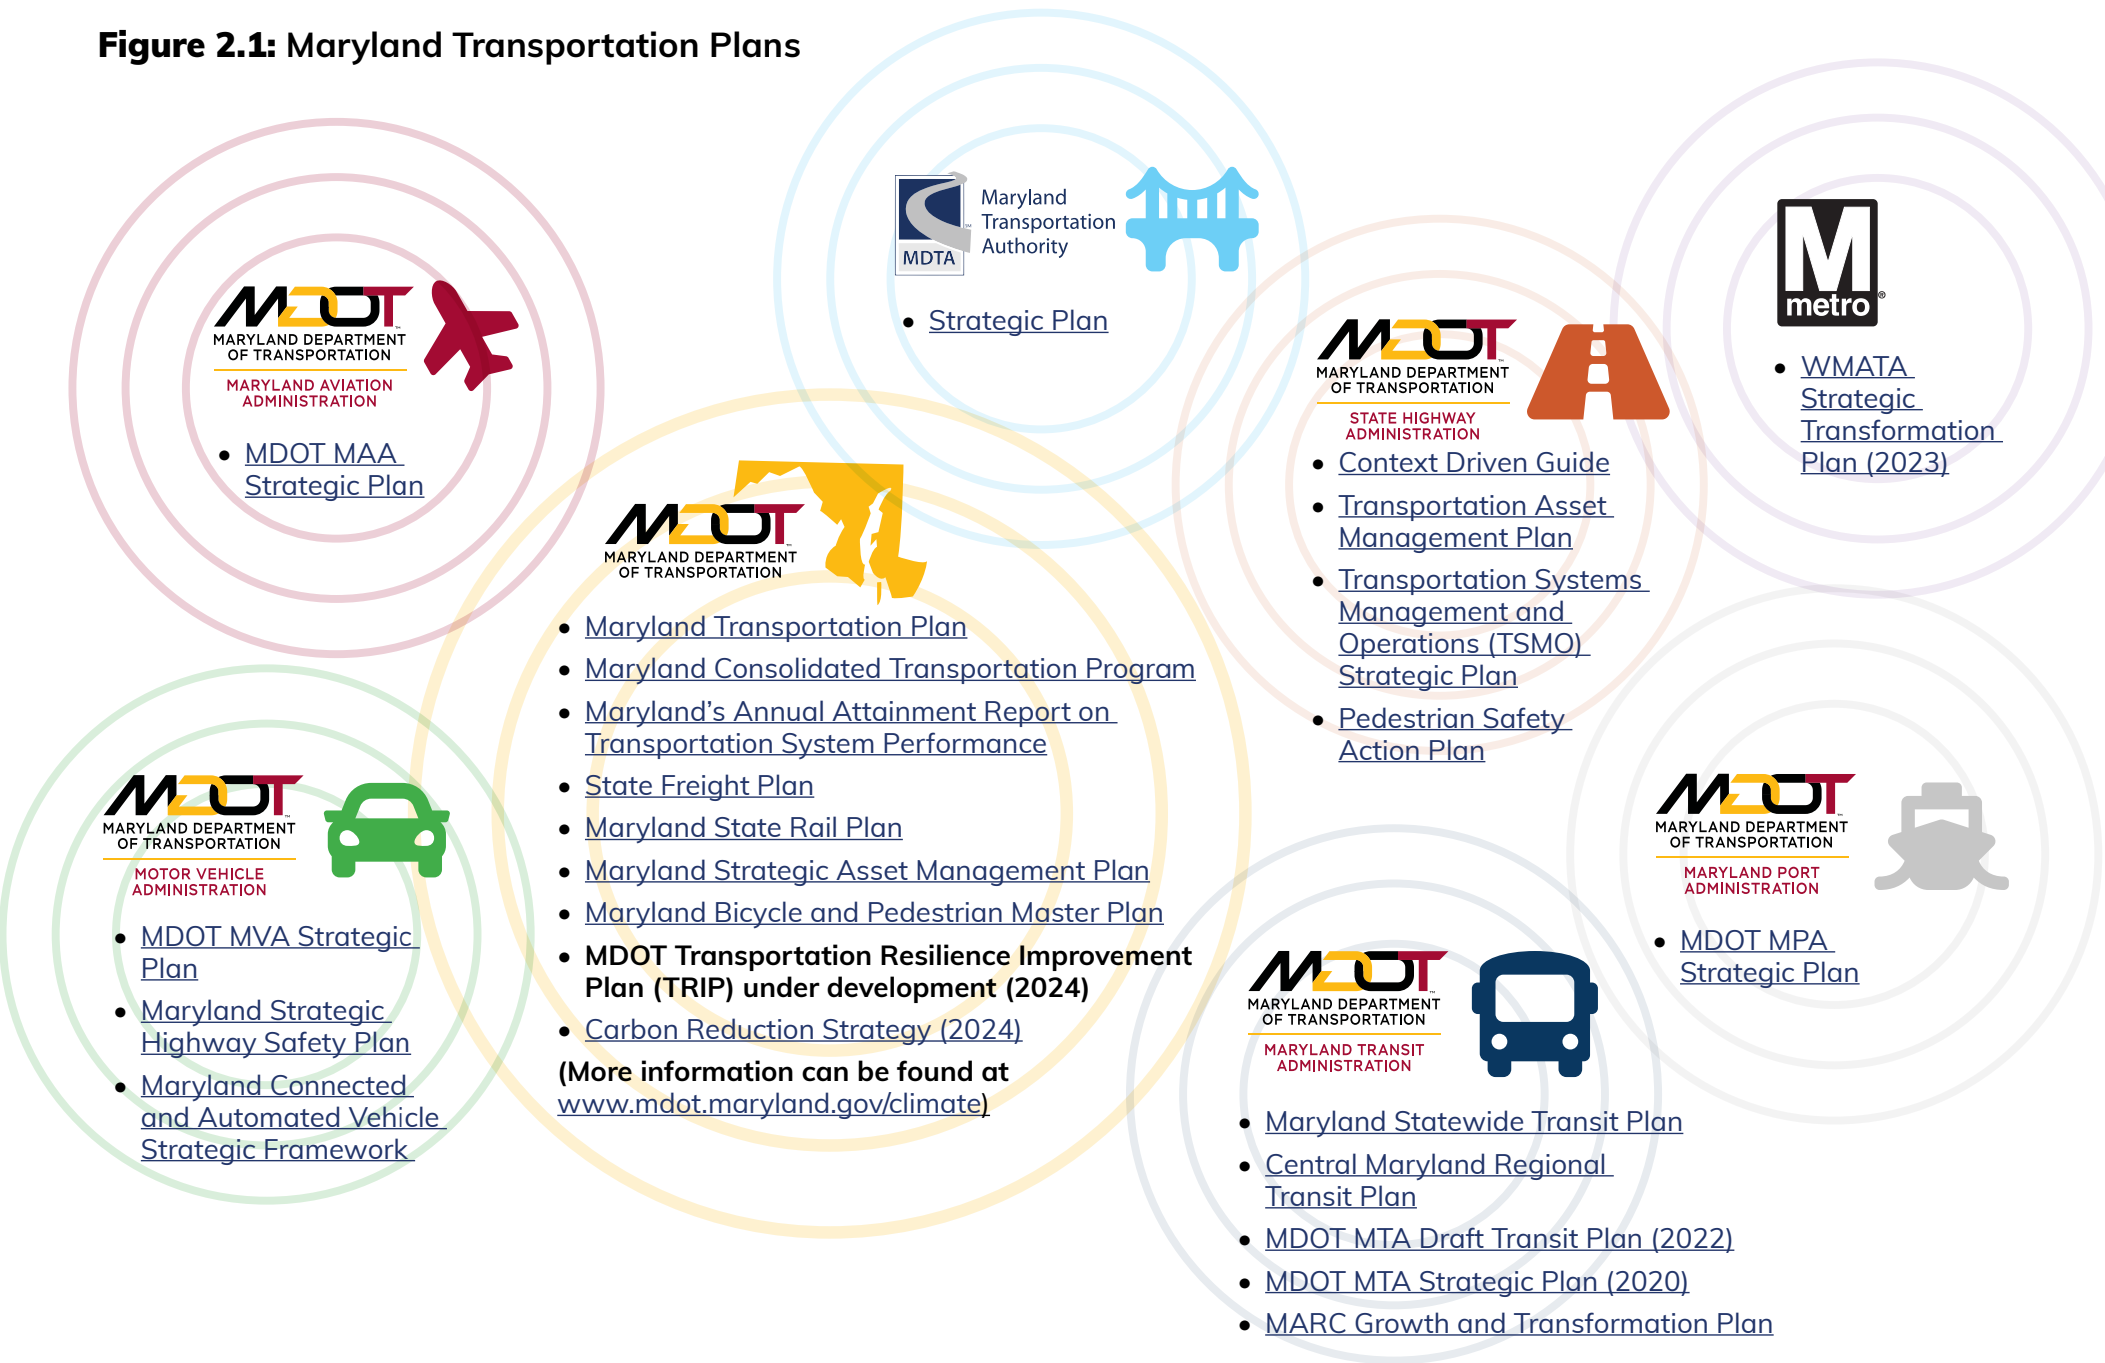 Figure 2.1: Maryland Transportation Plans
MDOT™
MARYLAND DEPARTMENT
OF TRANSPORTATION
MARYLAND AVIATION
ADMINISTRATION
• MDOT MAA
Strategic Plan
MDTA
Maryland
Transportation
Authority
• Strategic Plan
MDOT™
MARYLAND DEPARTMENT
OF TRANSPORTATION
STATE HIGHWAY
ADMINISTRATION
• Context Driven Guide
• Transportation Asset
Management Plan
• Transportation Systems
Management and
Operations (TSMO)
Strategic Plan
• Pedestrian Safety
Action Plan
M
metro®
• WMATA
Strategic
Transformation
Plan (2023)
MDOT™
MARYLAND DEPARTMENT
OF TRANSPORTATION
• Maryland Transportation Plan
• Maryland Consolidated Transportation Program
• Maryland’s Annual Attainment Report on
Transportation System Performance
• State Freight Plan
• Maryland State Rail Plan
• Maryland Strategic Asset Management Plan
• Maryland Bicycle and Pedestrian Master Plan
• MDOT Transportation Resilience Improvement
Plan (TRIP) under development (2024)
• Carbon Reduction Strategy (2024)
(More information can be found at
www.mdot.maryland.gov/climate)
MDOT™
MARYLAND DEPARTMENT
OF TRANSPORTATION
MOTOR VEHICLE
ADMINISTRATION
• MDOT MVA Strategic
Plan
• Maryland Strategic
Highway Safety Plan
• Maryland Connected
and Automated Vehicle
Strategic Framework
MDOT™
MARYLAND DEPARTMENT
OF TRANSPORTATION
MARYLAND PORT
ADMINISTRATION
• MDOT MPA
Strategic Plan
MDOT™
MARYLAND DEPARTMENT
OF TRANSPORTATION
MARYLAND TRANSIT
ADMINISTRATION
• Maryland Statewide Transit Plan
• Central Maryland Regional
Transit Plan
• MDOT MTA Draft Transit Plan (2022)
• MDOT MTA Strategic Plan (2020)
• MARC Growth and Transformation Plan